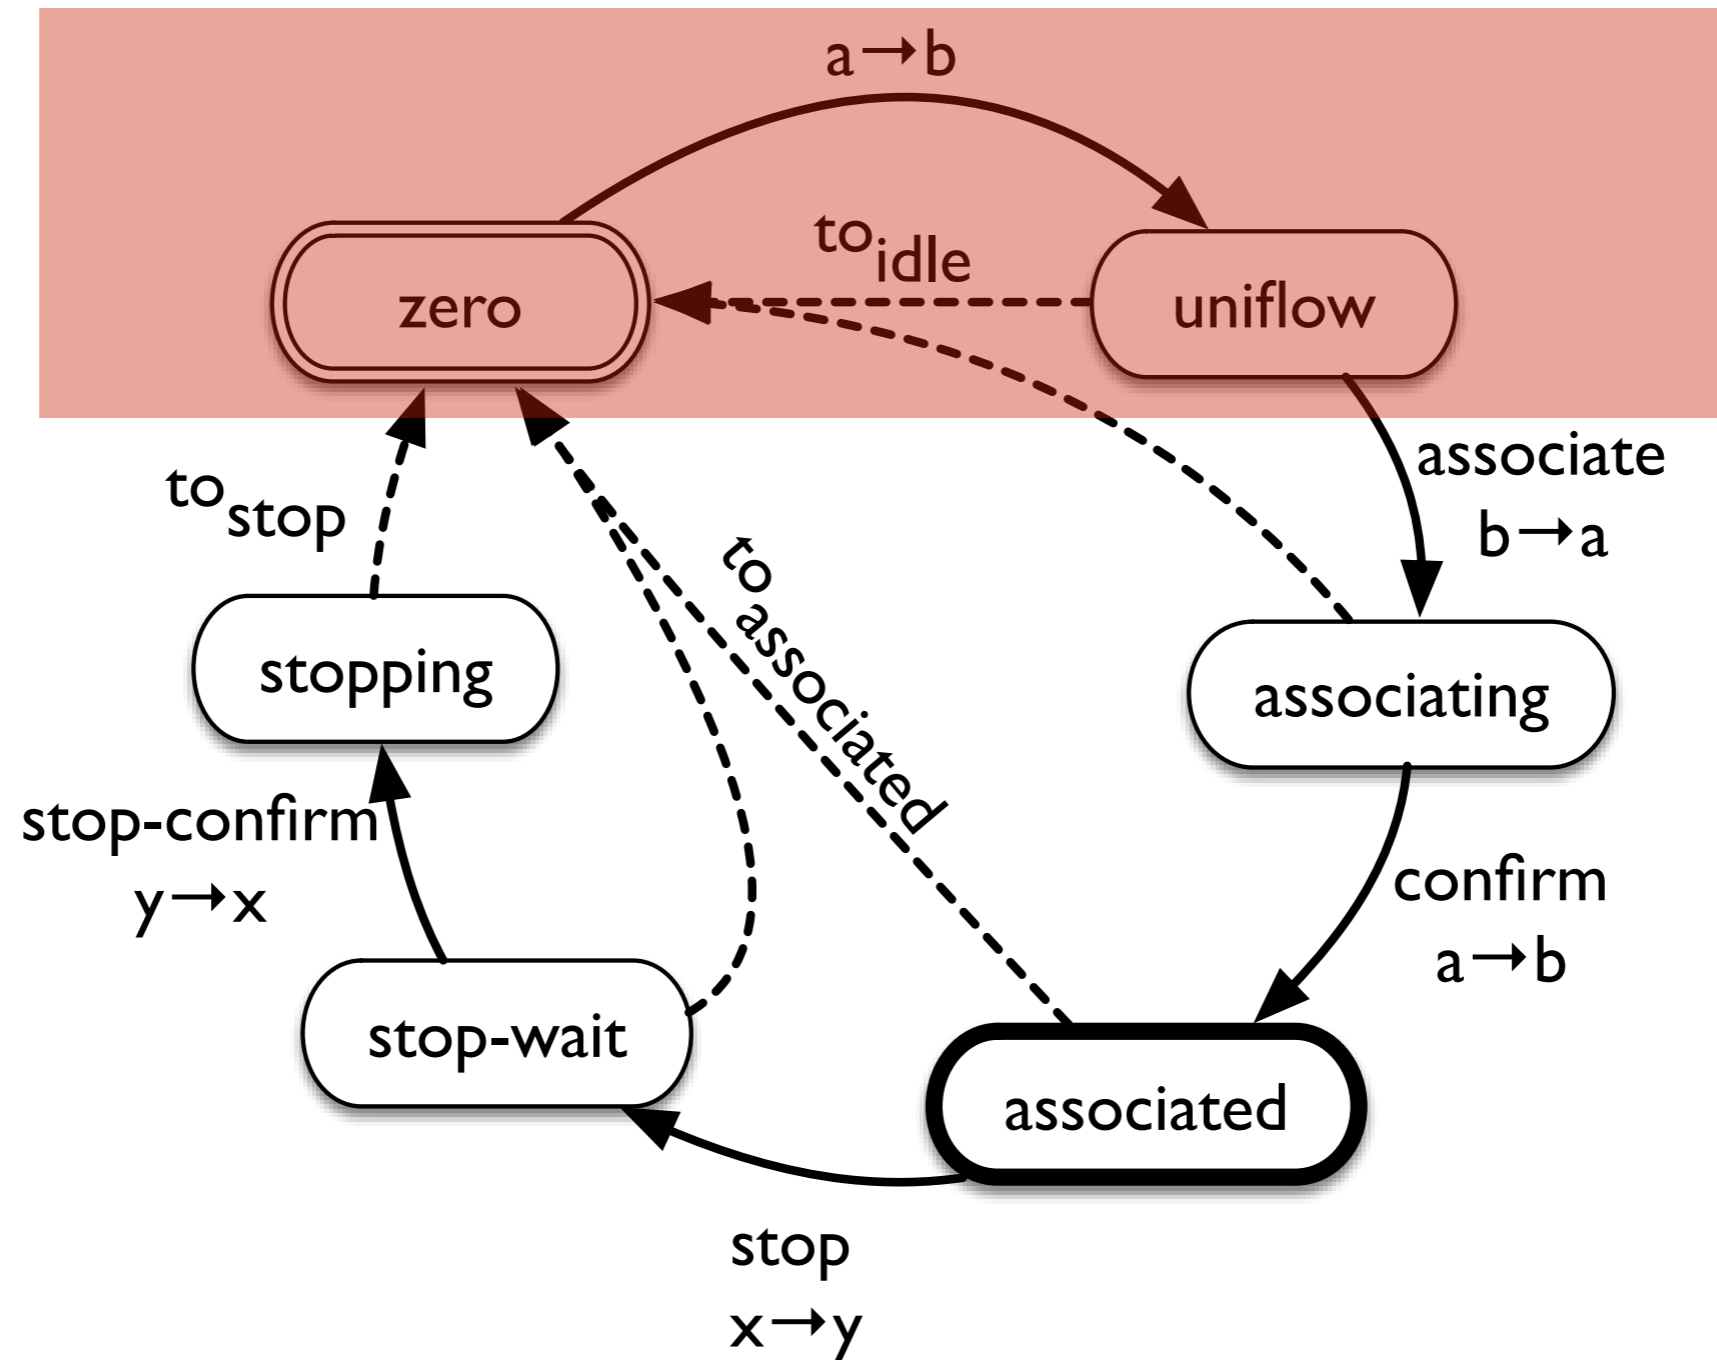 a→b
to idle
zero
uniflow
associate
b→a
to stop
to associated
stopping
associating
stop-confirm
y→x
confirm
a→b
stop-wait
associated
stop
x→y